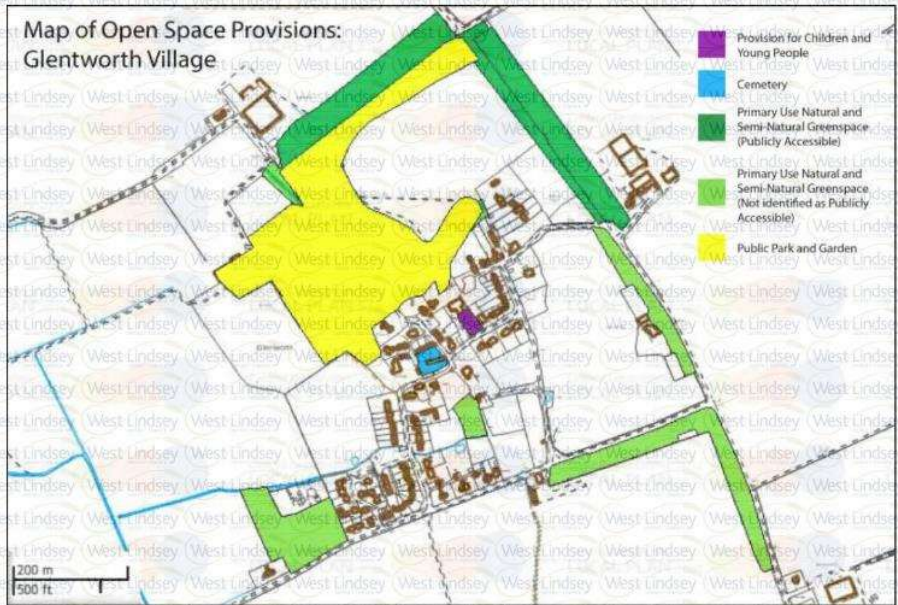 Map of Open Space Provisions:
Glentworth Village
Provision for Children and
Young People
Cemetery
Primary Use Natural and
Semi-Natural Greenspace
(Publicly Accessible)
Primary Use Natural and
Semi-Natural Greenspace
(Not identified as Publicly
Accessible)
Public Park and Garden
West Lindsey
200 m
500 ft